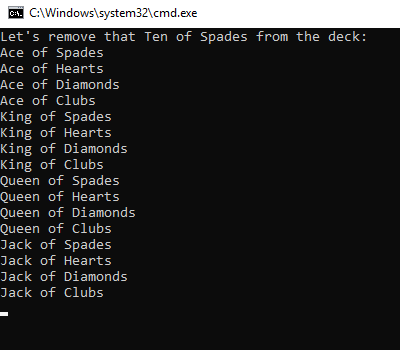 C:\Windows\system32\cmd.exe
Let's remove that Ten of Spades from the deck:
Ace of Spades
Ace of Hearts
Ace of Diamonds
Ace of Clubs
King of Spades
King of Hearts
King of Diamonds
King of Clubs
Queen of Spades
Queen of Hearts
Queen of Diamonds
Queen of Clubs
Jack of Spades
Jack of Hearts
Jack of Diamonds
Jack of Clubs